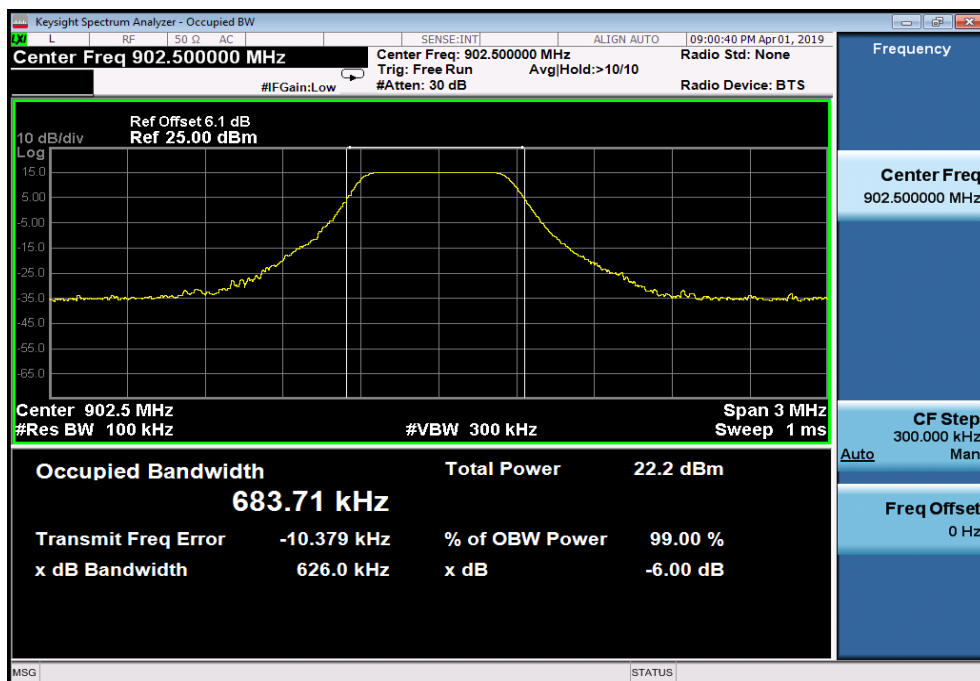 Keysight Spectrum Analyzer - Occupied BW
LXI L RF 50 Ω AC SENSE:INT ALIGN AUTO 09:00:40 PM Apr 01, 2019
Center Freq 902.500000 MHz
Center Freq: 902.500000 MHz Radio Std: None
Trig: Free Run Avg|Hold:>10/10
#IFGain:Low #Atten: 30 dB Radio Device: BTS
Ref Offset 6.1 dB
10 dB/div Ref 25.00 dBm
Log
15.0
5.00
-5.00
-15.0
-25.0
-35.0
-45.0
-55.0
-65.0
Center 902.5 MHz Span 3 MHz
#Res BW 100 kHz #VBW 300 kHz Sweep 1 ms
Occupied Bandwidth Total Power 22.2 dBm
683.71 kHz
Transmit Freq Error -10.379 kHz % of OBW Power 99.00 %
x dB Bandwidth 626.0 kHz x dB -6.00 dB
MSG STATUS
Frequency
Center Freq
902.500000 MHz
CF Step
300.000 kHz
Auto Man
Freq Offset
0 Hz